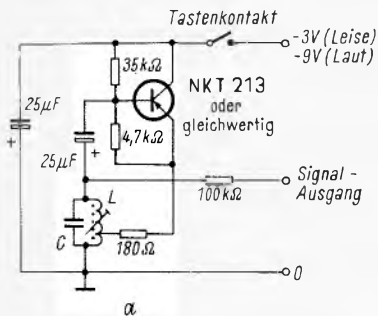 Tastenkontakt
-3V (Leise)
-9V (Laut)
35kΩ
NKT 213
oder
gleichwertig
25µF
+
4,7kΩ
25µF
+
Signal-
Ausgang
100kΩ
L
C
180Ω
0
a